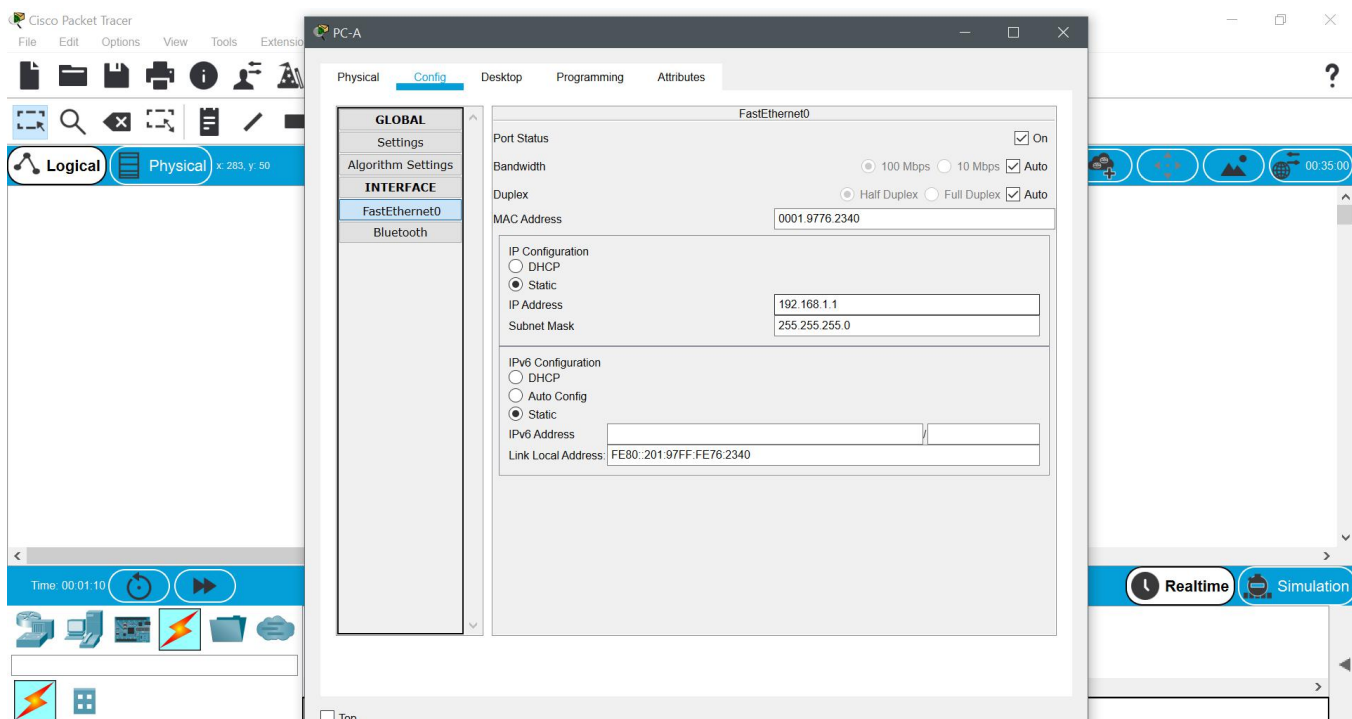 Cisco Packet Tracer
File Edit Options View Tools Extensio
PC-A
Physical Config Desktop Programming Attributes
?
Logical Physical x: 283, y: 50
00:35:00
GLOBAL
Settings
Algorithm Settings
INTERFACE
FastEthernet0
Bluetooth
FastEthernet0
Port Status On
Bandwidth 100 Mbps 10 Mbps Auto
Duplex Half Duplex Full Duplex Auto
MAC Address 0001.9776.2340
IP Configuration
DHCP
Static
IP Address 192.168.1.1
Subnet Mask 255.255.255.0
IPv6 Configuration
DHCP
Auto Config
Static
IPv6 Address /
Link Local Address: FE80::201:97FF:FE76:2340
Time: 00:01:10
Realtime Simulation
Top